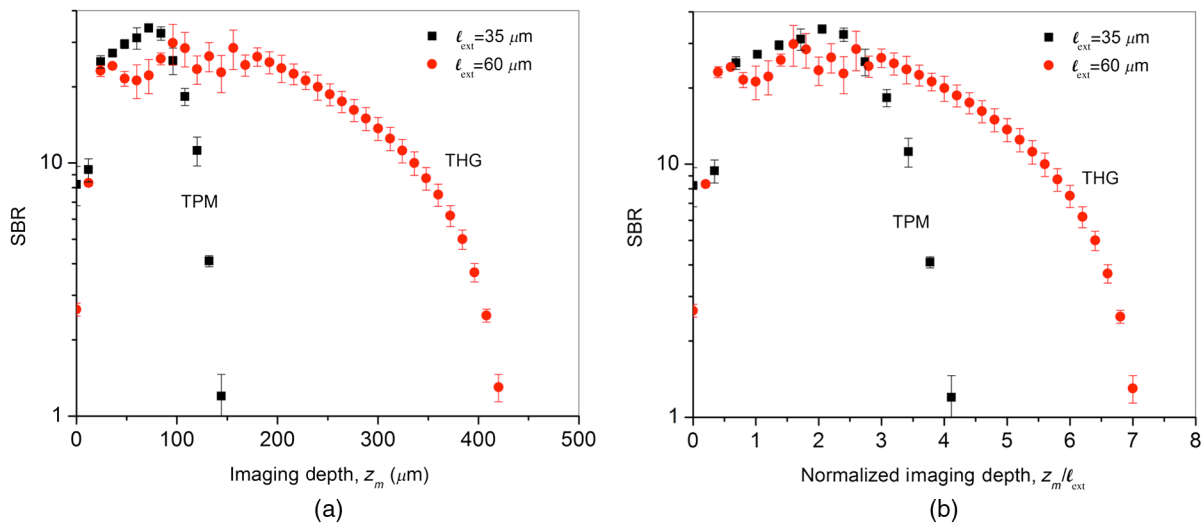 ℓext=35 μm
ℓext=60 μm
10
1
SBR
TPM
THG
0
100
200
300
400
500
Imaging depth, zm (μm)
(a)
ℓext=35 μm
ℓext=60 μm
10
1
SBR
TPM
THG
0
1
2
3
4
5
6
7
8
Normalized imaging depth, zm/ℓext
(b)